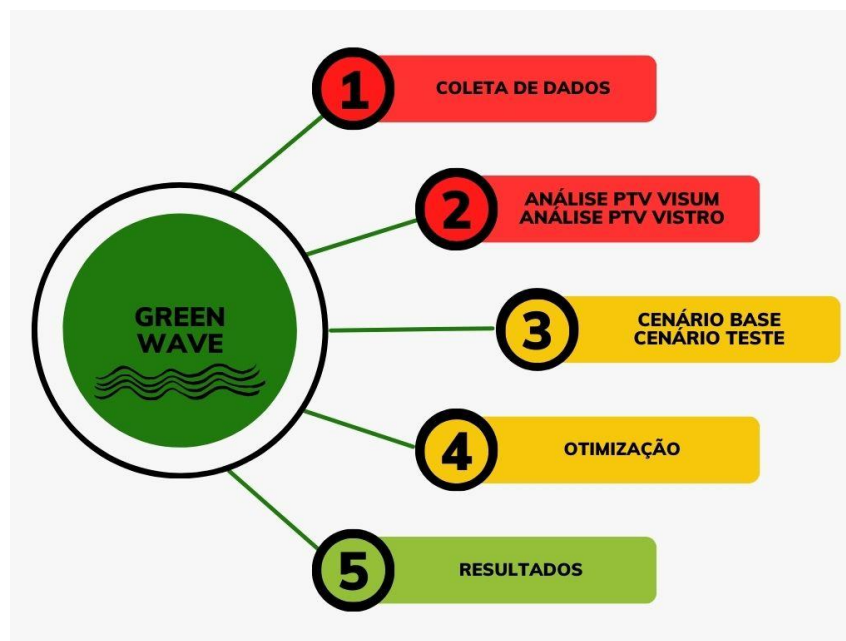 1
COLETA DE DADOS
2
ANÁLISE PTV VISUM
ANÁLISE PTV VISTRO
GREEN
WAVE
3
CENÁRIO BASE
CENÁRIO TESTE
4
OTIMIZAÇÃO
5
RESULTADOS